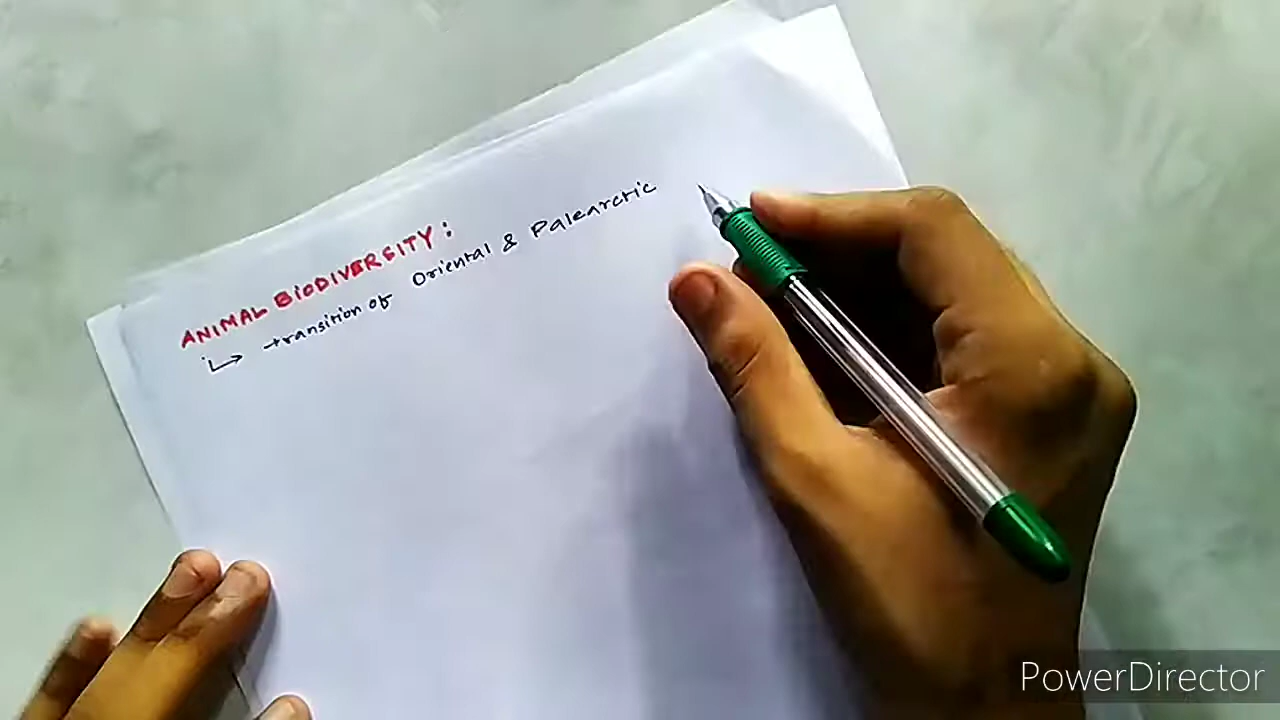 ANIMAL BIODIVERSITY:
↳ transition of Oriental & Palearctic
PowerDirector